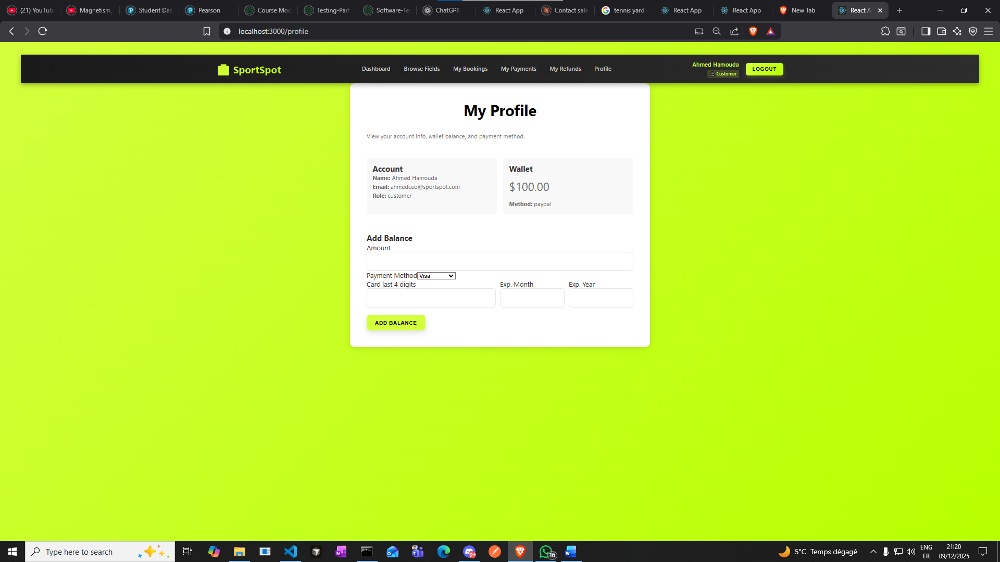 (21) YouTub
Magnetism,
Student Das
Pearson
Course Mod
Testing-Part
Software-Te
ChatGPT
React App
Contact sale
tennis yard -
React App
React App
New Tab
React A
localhost:3000/profile
SportSpot
Dashboard
Browse Fields
My Bookings
My Payments
My Refunds
Profile
Ahmed Hamouda
Customer
LOGOUT
My Profile
View your account info, wallet balance, and payment method.
Account
Name: Ahmed Hamouda
Email: ahmedceo@sportspot.com
Role: customer
Wallet
$100.00
Method: paypal
Add Balance
Amount
Payment Method Visa
Card last 4 digits
Exp. Month
Exp. Year
ADD BALANCE
Type here to search
9+
16
5°C Temps dégagé
ENG
FR
21:20
09/12/2025